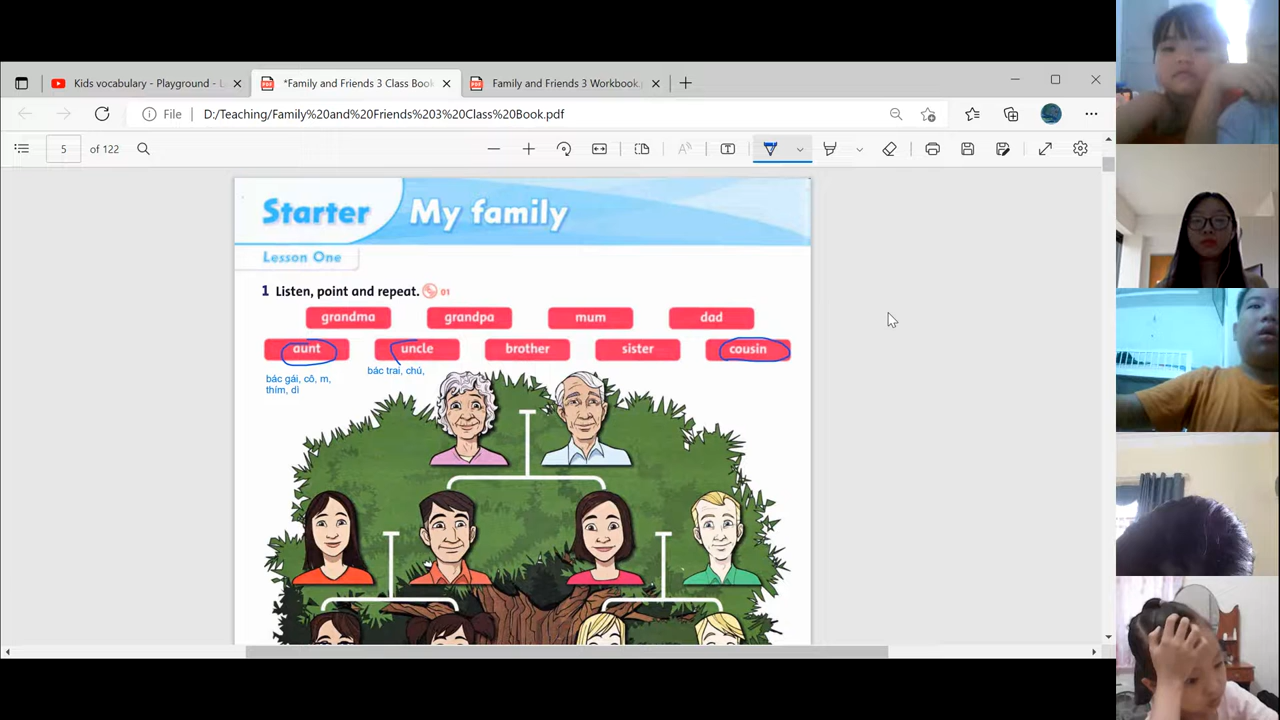 Kids vocabulary - Playground -
*Family and Friends 3 Class Boo
Family and Friends 3 Workbook
File D:/Teaching/Family%20and%20Friends%203%20Class%20Book.pdf
5 of 122
Starter My family
Lesson One
1 Listen, point and repeat. 01
grandma grandpa mum dad
aunt uncle brother sister cousin
bác gái, cô, m,
thím, dì
bác trai, chú,